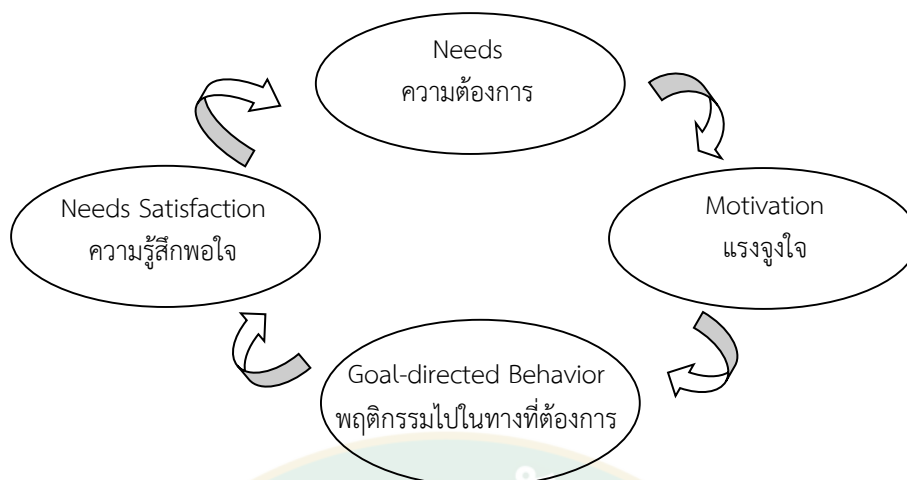 Needs
ความต้องการ
Motivation
แรงจูงใจ
Goal-directed Behavior
พฤติกรรมไปในทางที่ต้องการ
Needs Satisfaction
ความรู้สึกพอใจ